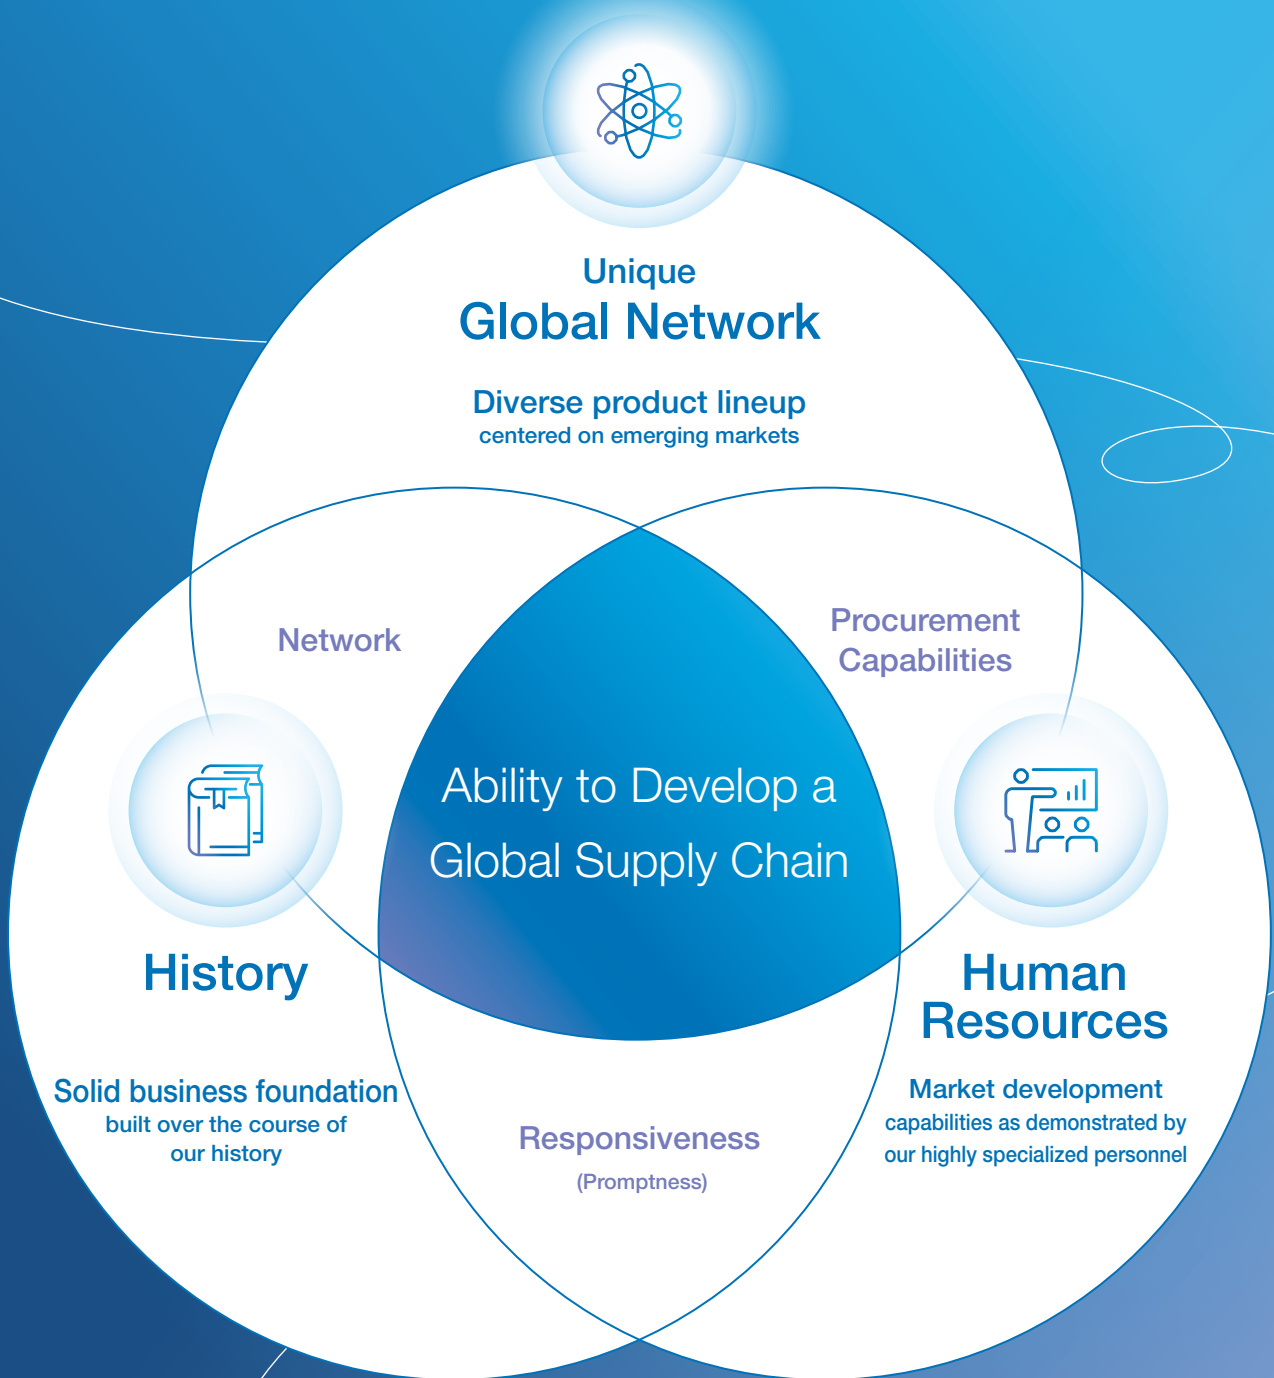 Unique
Global Network
Diverse product lineup
centered on emerging markets
Network
Procurement
Capabilities
Ability to Develop a
Global Supply Chain
History
Solid business foundation
built over the course of
our history
Human
Resources
Market development
capabilities as demonstrated by
our highly specialized personnel
Responsiveness
(Promptness)